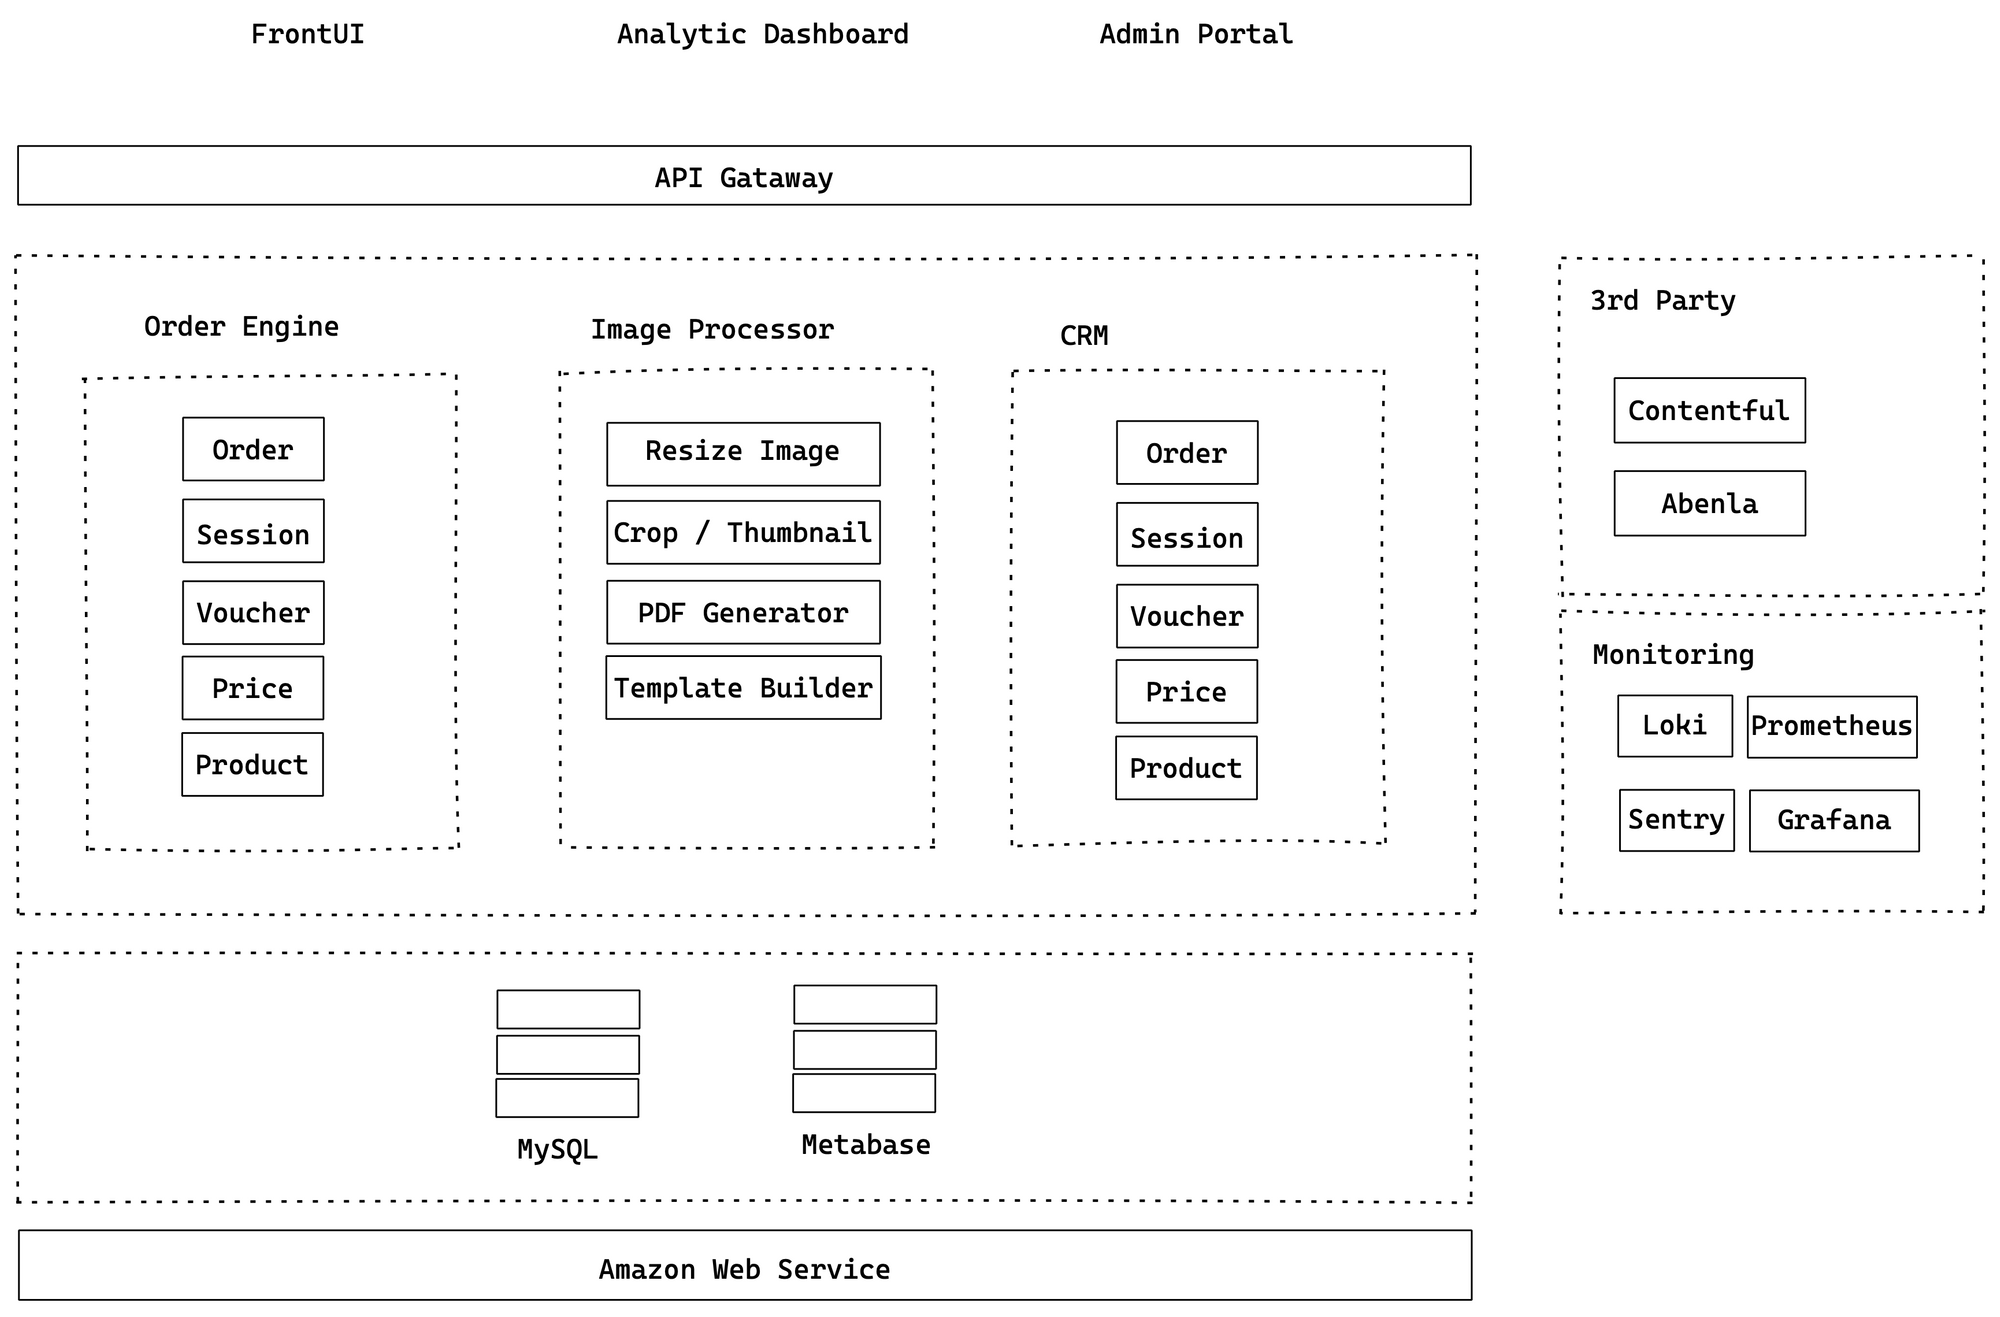 FrontUI
Analytic Dashboard
Admin Portal
API Gataway
Order Engine
Order
Session
Voucher
Price
Product
Image Processor
Resize Image
Crop / Thumbnail
PDF Generator
Template Builder
CRM
Order
Session
Voucher
Price
Product
3rd Party
Contentful
Abenla
Monitoring
Loki
Prometheus
Sentry
Grafana
MySQL
Metabase
Amazon Web Service